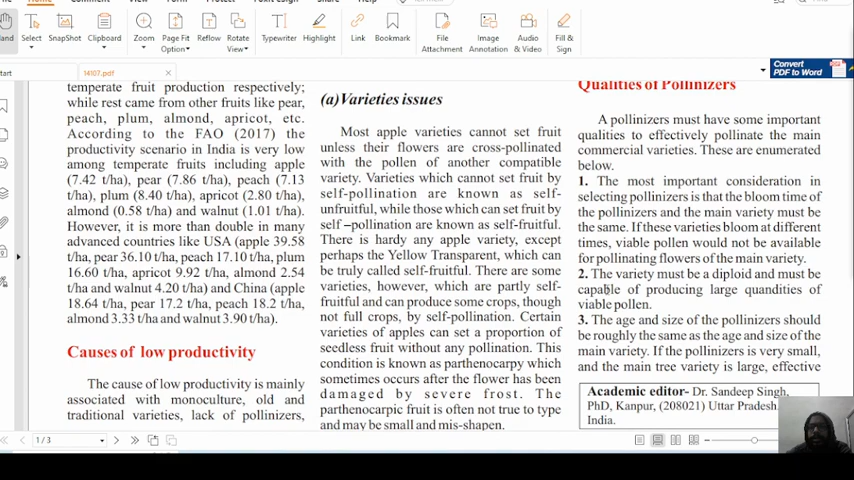 Home
Comment
Form
Protect
Share
Help
Hand
Select
SnapShot
Clipboard
Zoom
Page Fit
Option
Reflow
Rotate
View
Typewriter
Highlight
Link
Bookmark
File
Attachment
Image
Annotation
Audio
& Video
Fill &
Sign
14107.pdf
Convert
PDF to Word
temperate fruit production respectively;
while rest came from other fruits like pear,
peach, plum, almond, apricot, etc.
According to the FAO (2017) the
productivity scenario in India is very low
among temperate fruits including apple
(7.42 t/ha), pear (7.86 t/ha), peach (7.13
t/ha), plum (8.40 t/ha), apricot (2.80 t/ha),
almond (0.58 t/ha) and walnut (1.01 t/ha).
However, it is more than double in many
advanced countries like USA (apple 39.58
t/ha, pear 36.10 t/ha, peach 17.10 t/ha, plum
16.60 t/ha, apricot 9.92 t/ha, almond 2.54
t/ha and walnut 4.20 t/ha) and China (apple
18.64 t/ha, pear 17.2 t/ha, peach 18.2 t/ha,
almond 3.33 t/ha and walnut 3.90 t/ha).
Causes of low productivity
The cause of low productivity is mainly
associated with monoculture, old and
traditional varieties, lack of pollinizers,
(a)Varieties issues
Most apple varieties cannot set fruit
unless their flowers are cross-pollinated
with the pollen of another compatible
variety. Varieties which cannot set fruit by
self-pollination are known as self-
unfruitful, while those which can set fruit by
self –pollination are known as self-fruitful.
There is hardy any apple variety, except
perhaps the Yellow Transparent, which can
be truly called self-fruitful. There are some
varieties, however, which are partly self-
fruitful and can produce some crops, though
not full crops, by self-pollination. Certain
varieties of apples can set a proportion of
seedless fruit without any pollination. This
condition is known as parthenocarpy which
sometimes occurs after the flower has been
damaged by severe frost. The
parthenocarpic fruit is often not true to type
and may be small and mis-shapen.
Qualities of Pollinizers
A pollinizers must have some important
qualities to effectively pollinate the main
commercial varieties. These are enumerated
below.
1. The most important consideration in
selecting pollinizers is that the bloom time of
the pollinizers and the main variety must be
the same. If these varieties bloom at different
times, viable pollen would not be available
for pollinating flowers of the main variety.
2. The variety must be a diploid and must be
capable of producing large quandities of
viable pollen.
3. The age and size of the pollinizers should
be roughly the same as the age and size of the
main variety. If the pollinizers is very small,
and the main tree variety is large, effective
Academic editor- Dr. Sandeep Singh,
PhD, Kanpur, (208021) Uttar Pradesh,
India.
1 / 3